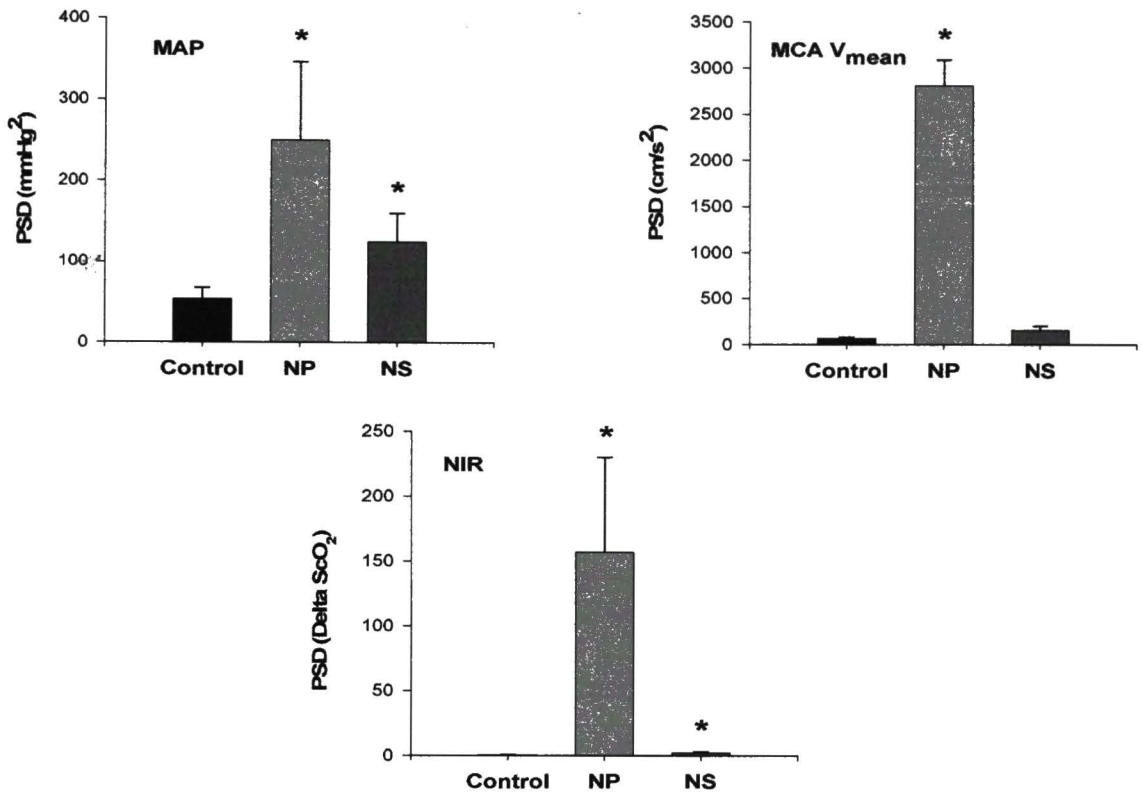 MAP
PSD (mmHg²)
400
300
200
100
0
*
*
Control NP NS
MCA Vmean
PSD (cm/s²)
3500
3000
2500
2000
1500
1000
500
0
*
Control NP NS
NIR
PSD (Delta ScO₂)
250
200
150
100
50
0
*
*
Control NP NS